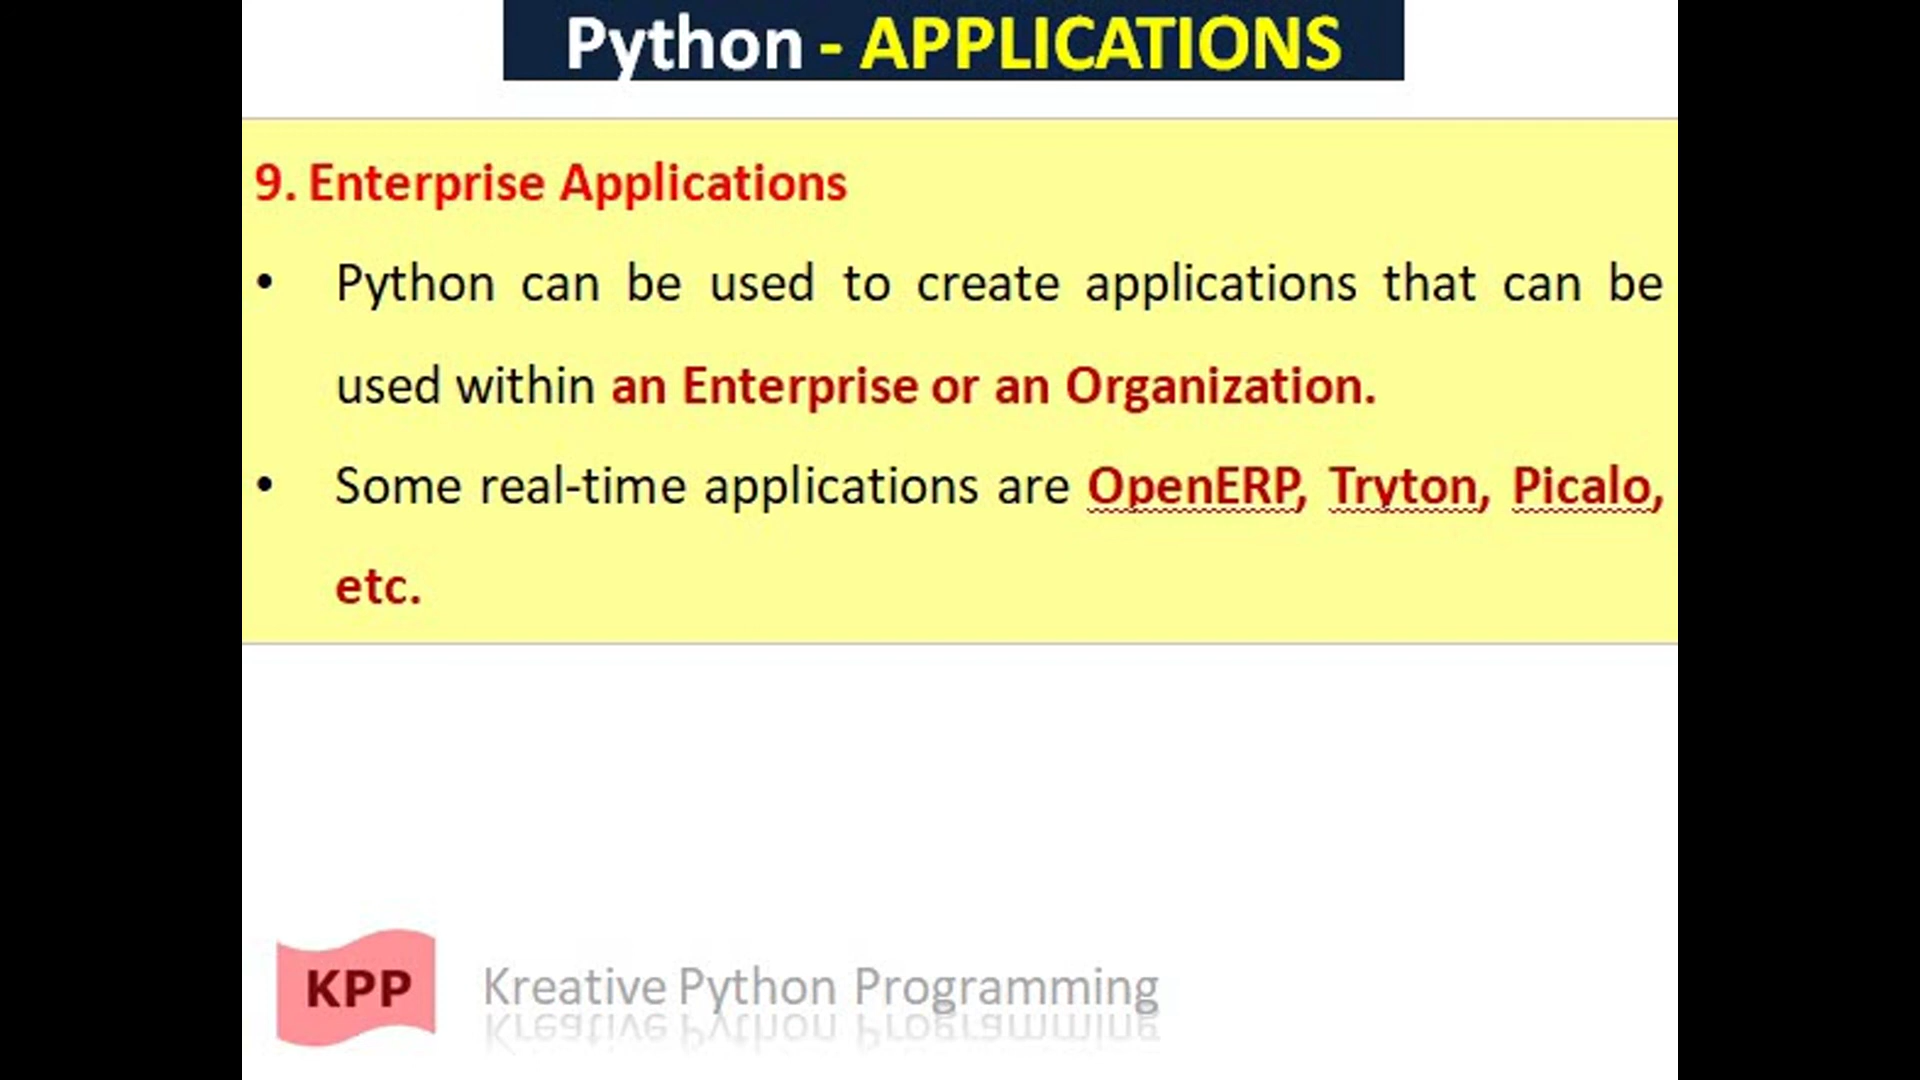 Python - APPLICATIONS
9. Enterprise Applications
• Python can be used to create applications that can be
used within an Enterprise or an Organization.
• Some real-time applications are OpenERP, Tryton, Picalo,
etc.
KPP Kreative Python Programming